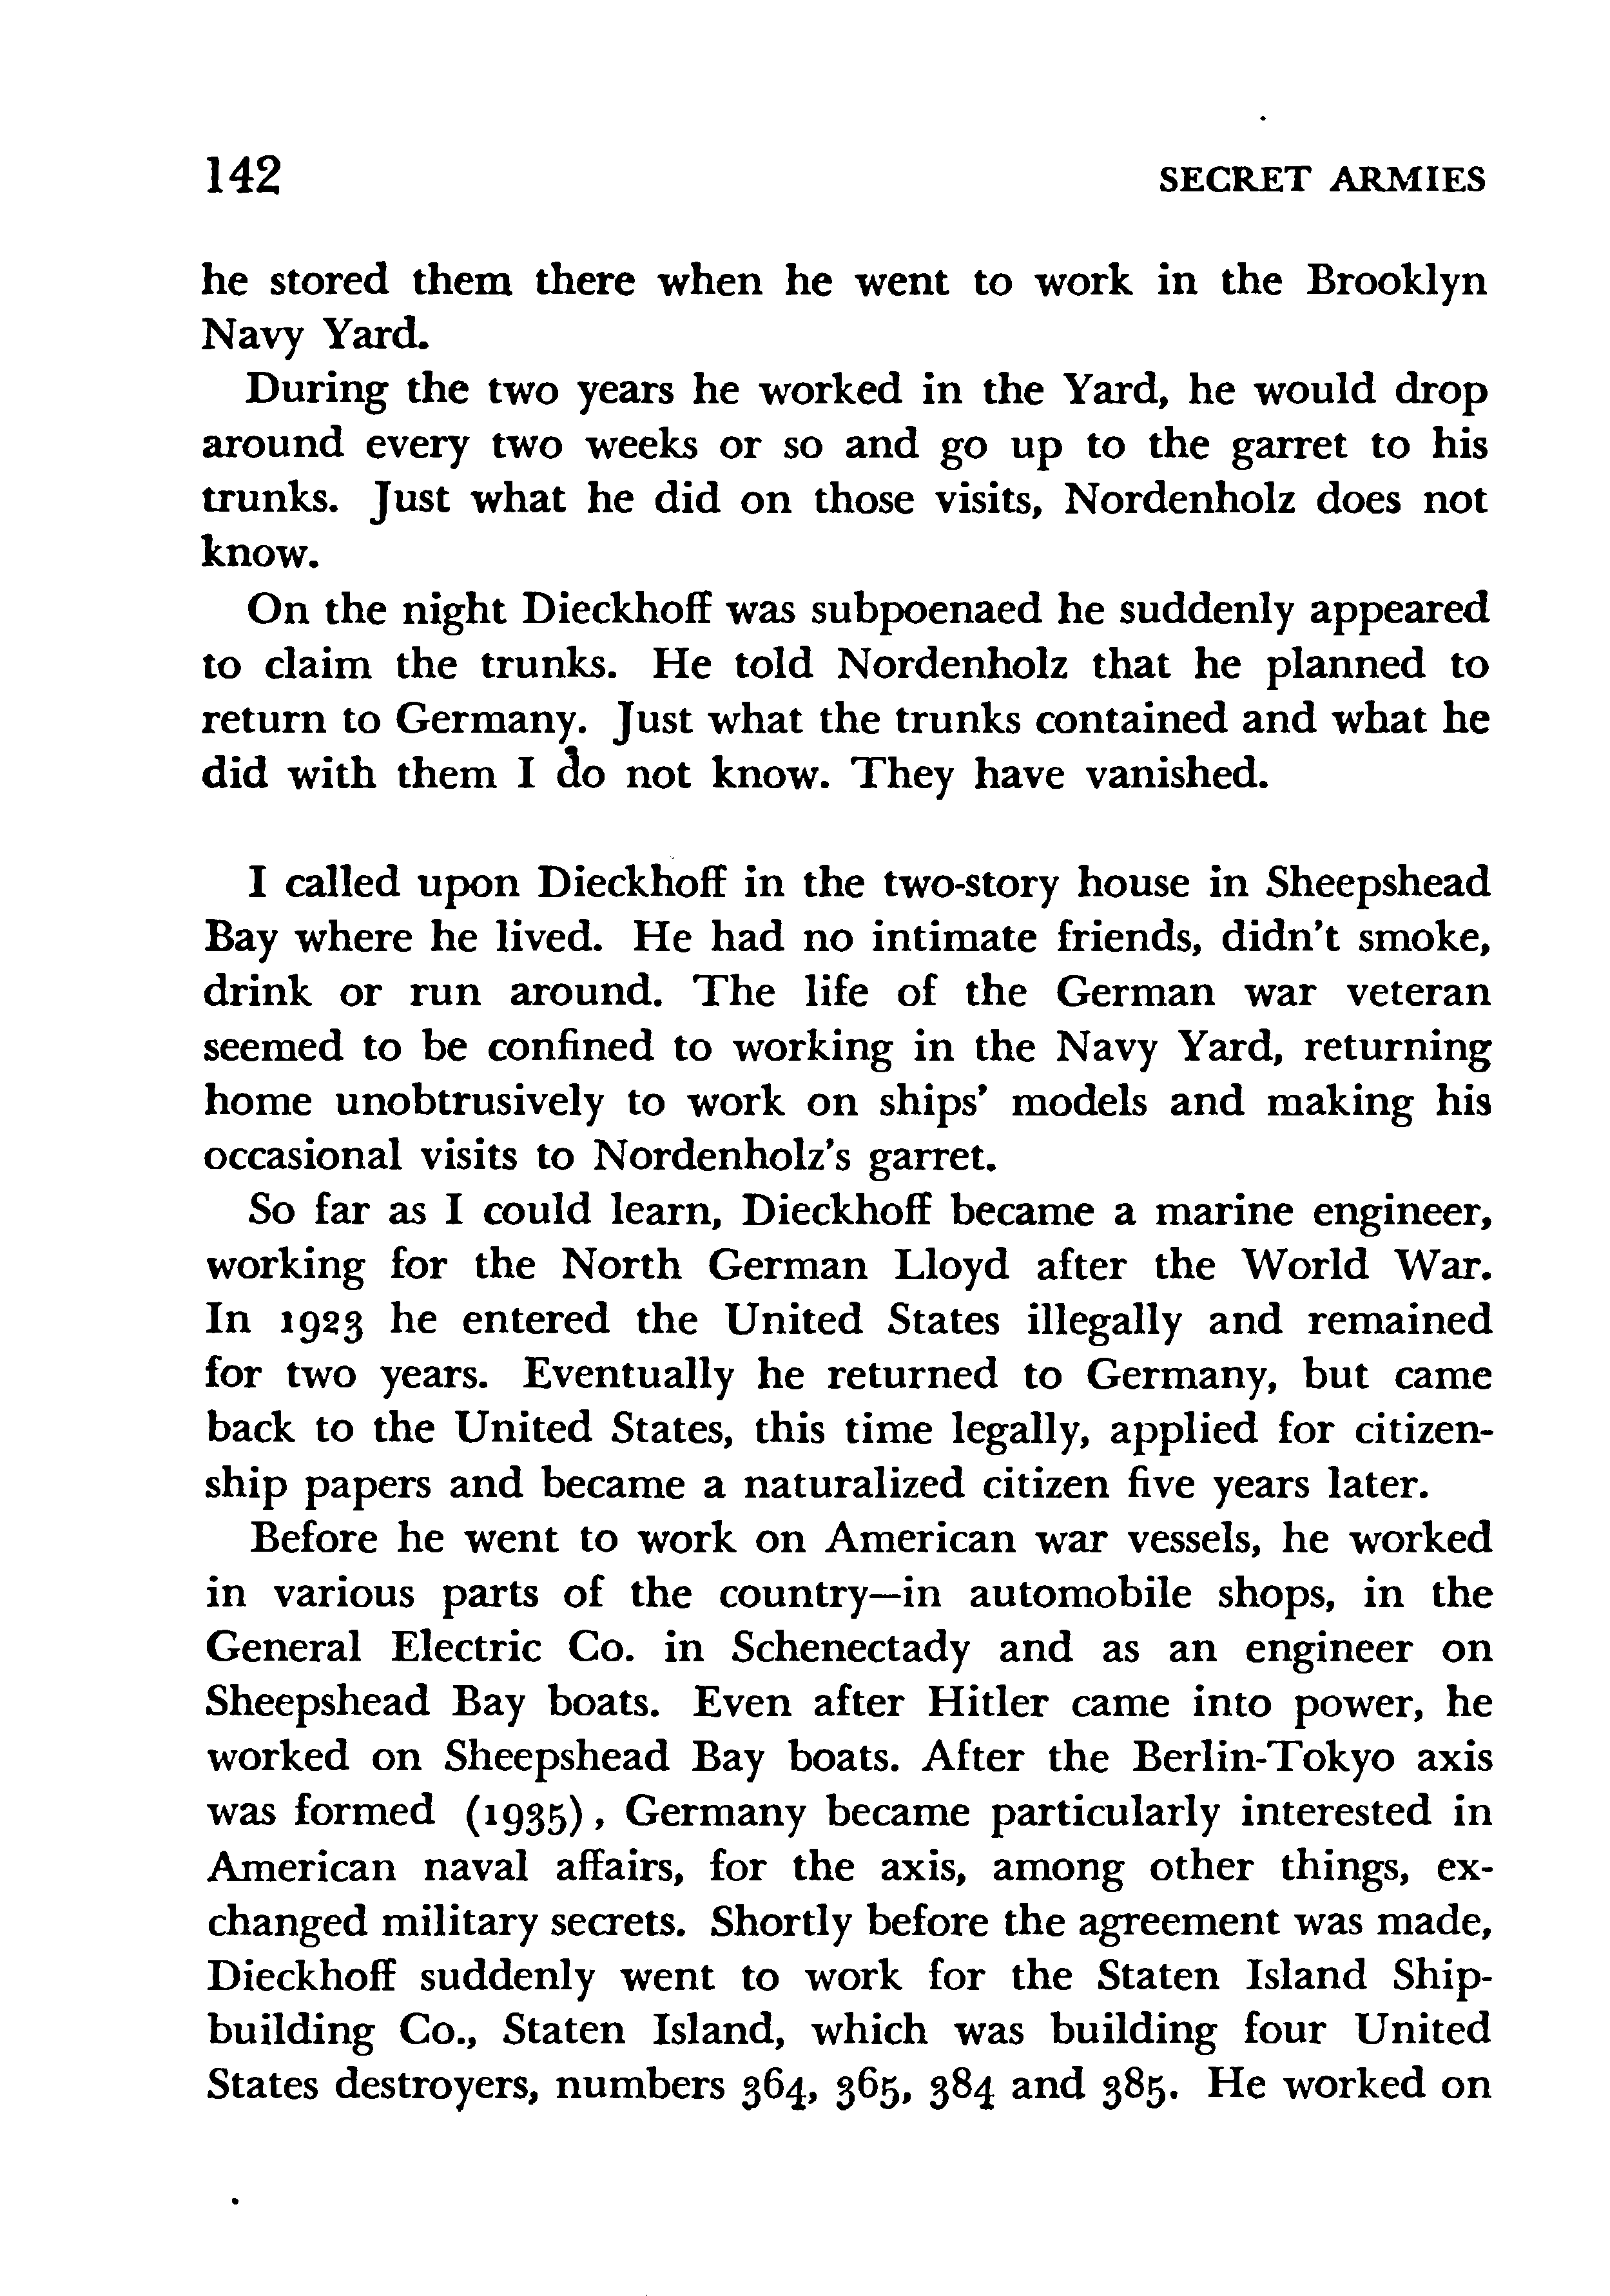 142 SECRET ARMIES
he stored them there when he went to work in the Brooklyn
Navy Yard.
During the two years he worked in the Yard, he would drop
around every two weeks or so and go up to the garret to his
trunks. Just what he did on those visits, Nordenholz does not
know.
On the night Dieckhoff was subpoenaed he suddenly appeared
to claim the trunks. He told Nordenholz that he planned to
return to Germany. Just what the trunks contained and what he
did with them I do not know. They have vanished.
I called upon Dieckhoff in the two-story house in Sheepshead
Bay where he lived. He had no intimate friends, didn't smoke,
drink or run around. The life of the German war veteran
seemed to be confined to working in the Navy Yard, returning
home unobtrusively to work on ships' models and making his
occasional visits to Nordenholz's garret.
So far as I could learn, Dieckhoff became a marine engineer,
working for the North German Lloyd after the World War.
In 1923 he entered the United States illegally and remained
for two years. Eventually he returned to Germany, but came
back to the United States, this time legally, applied for citizen-
ship papers and became a naturalized citizen five years later.
Before he went to work on American war vessels, he worked
in various parts of the country—in automobile shops, in the
General Electric Co. in Schenectady and as an engineer on
Sheepshead Bay boats. Even after Hitler came into power, he
worked on Sheepshead Bay boats. After the Berlin-Tokyo axis
was formed (1935), Germany became particularly interested in
American naval affairs, for the axis, among other things, ex-
changed military secrets. Shortly before the agreement was made,
Dieckhoff suddenly went to work for the Staten Island Ship-
building Co., Staten Island, which was building four United
States destroyers, numbers 364, 365, 384 and 385. He worked on